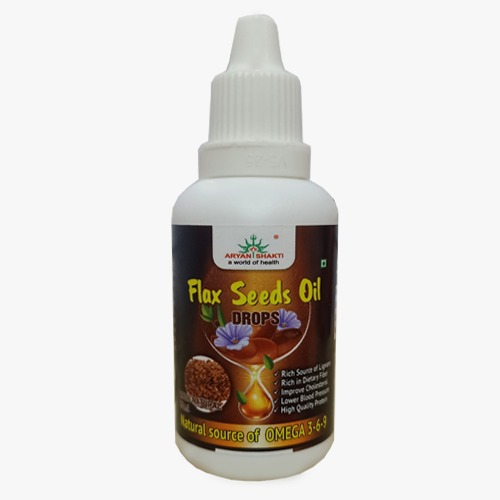 ARYAN SHAKTI
a world of health
Flax Seeds Oil
DROPS
✓ Rich Source of Lignans
✓ Rich in Dietary Fiber
✓ Improve Cholesterol
✓ Lower Blood Pressure
✓ High Quality Protein
Natural source of OMEGA 3-6-9